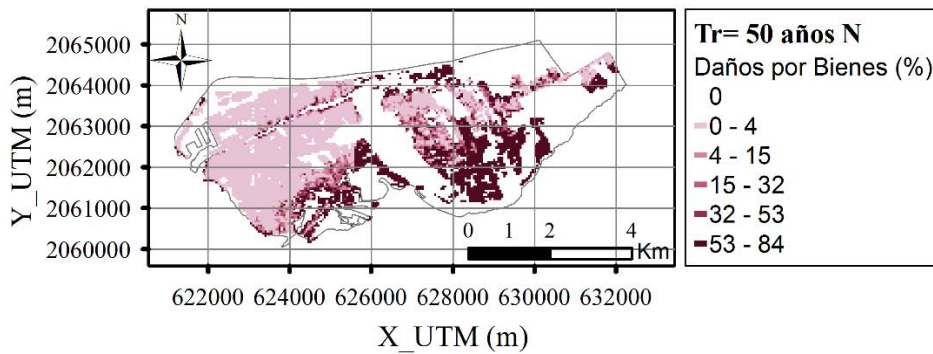 N
2065000
2064000
2063000
2062000
2061000
2060000
Y_UTM (m)
0 1 2 4
Km
622000 624000 626000 628000 630000 632000
X_UTM (m)
Tr= 50 años N
Daños por Bienes (%)
0
0 - 4
4 - 15
15 - 32
32 - 53
53 - 84